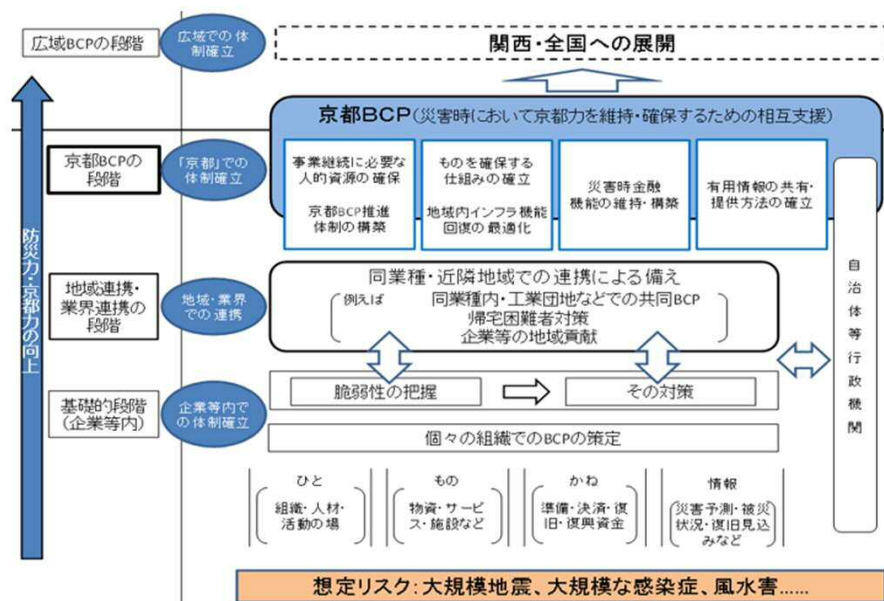 広域BCPの段階
広域での体
制確立
関西・全国への展開
京都BCP(災害時において京都力を維持・確保するための相互支援)
京都BCPの
段階
「京都」での
体制確立
事業継続に必要な
人的資源の確保
京都BCP推進
体制の構築
ものを確保する
仕組みの確立
地域内インフラ機能
回復の最適化
災害時金融
機能の維持・構築
有用情報の共有・
提供方法の確立
防災力・京都力の向上
地域連携・
業界連携の
段階
地域・業界
での連携
同業種・近隣地域での連携による備え
例えば 同業種内・工業団地などでの共同BCP
帰宅困難者対策
企業等の地域貢献
自治体等行政機関
基礎的段階
(企業等内)
企業等内で
の体制確立
脆弱性の把握
その対策
個々の組織でのBCPの策定
ひと
組織・人材・
活動の場
もの
物資・サービ
ス・施設など
かね
準備・決済・復
旧・復興資金
情報
災害予測・被災
状況・復旧見込
みなど
想定リスク:大規模地震、大規模な感染症、風水害……